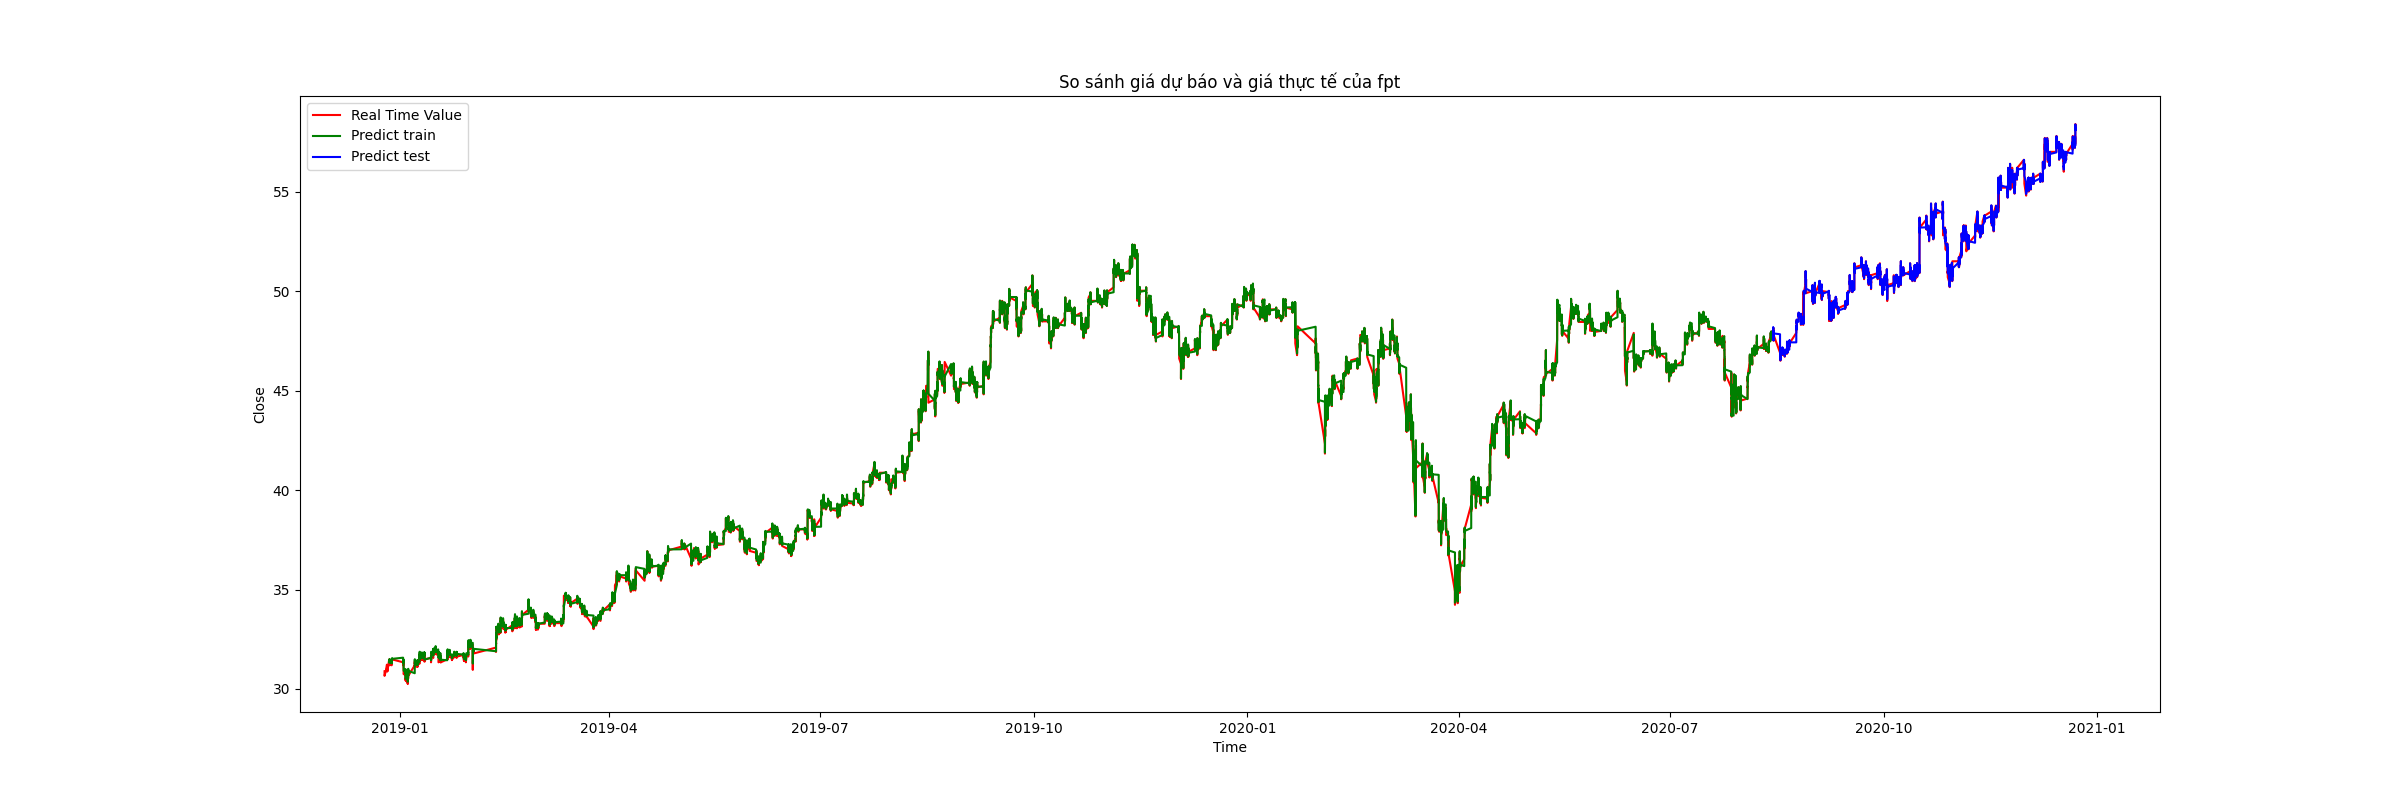 So sánh giá dự báo và giá thực tế của fpt
Real Time Value
Predict train
Predict test
55
50
45
40
35
30
Close
2019-01
2019-04
2019-07
2019-10
2020-01
2020-04
2020-07
2020-10
2021-01
Time